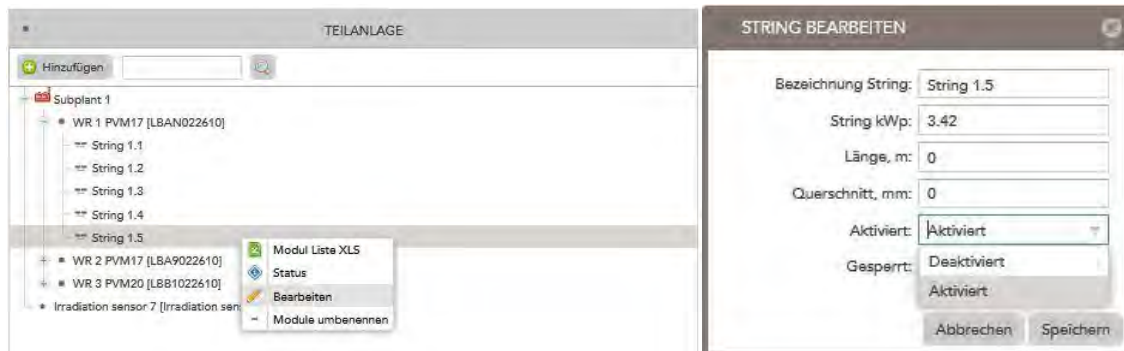 TEILANLAGE
Hinzufügen
Subplant 1
WR 1 PVM17 [LBAN022610]
String 1.1
String 1.2
String 1.3
String 1.4
String 1.5
WR 2 PVM17 [LBA9022610]
WR 3 PVM20 [LBB1022610]
Irradiation sensor 7 [Irradiation sen
Modul Liste XLS
Status
Bearbeiten
Module umbenennen
STRING BEARBEITEN
Bezeichnung String: String 1.5
String kWp: 3.42
Länge, m: 0
Querschnitt, mm: 0
Aktiviert: Aktiviert
Gesperrt: Deaktiviert
Aktiviert
Abbrechen Speichern